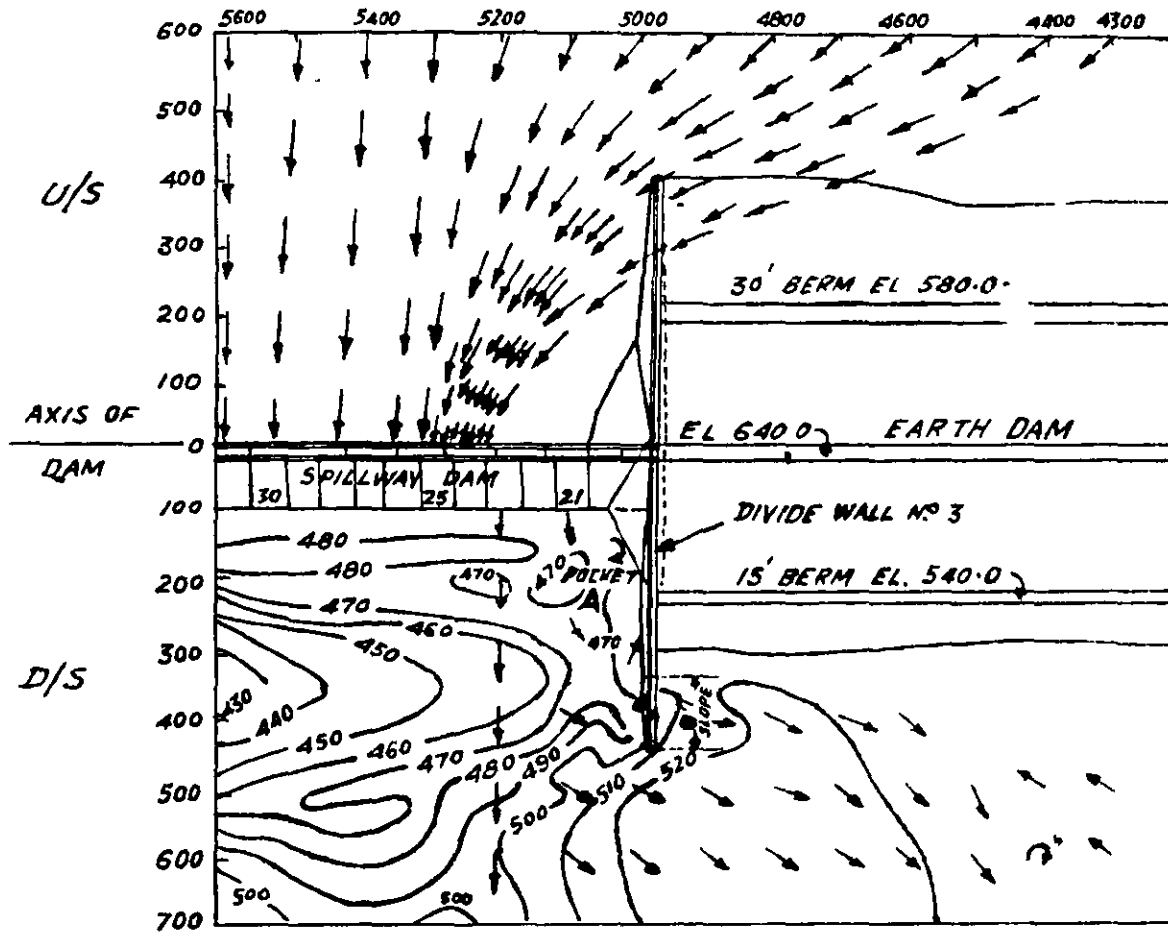 5600 5400 5200 5000 4800 4600 4400 4300
600
500
U/S
400
300
30' BERM EL 580.0.
200
100
AXIS OF
0
EL 640 0 EARTH DAM
DAM
SPILLWAY DAM
30 25 21
100
DIVIDE WALL Nº 3
480
480
470
470
POCKET
A
15' BERM EL. 540.0
200
470
460
450
470
300
D/S
430
440
SLOPE
400
450
460
470
480
490
510
520
500
500
600
500
500
700